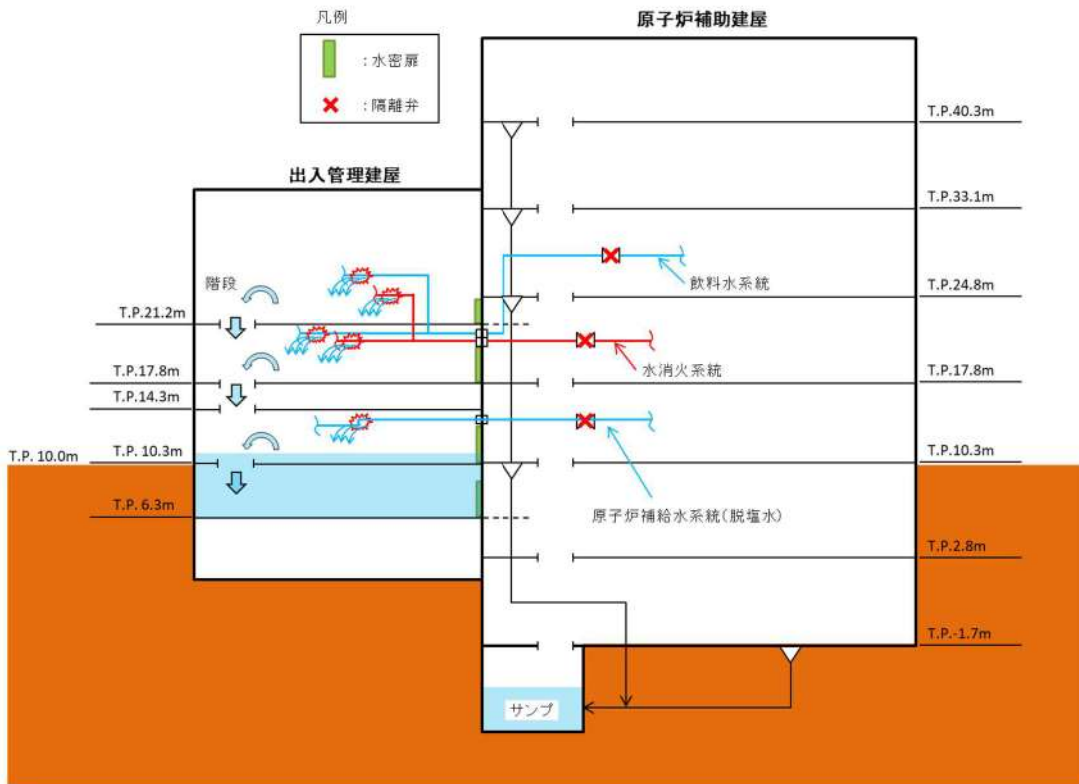 凡例
：水密扉
：隔離弁
原子炉補助建屋
出入管理建屋
T.P.40.3m
T.P.33.1m
飲料水系統
T.P.24.8m
階段
T.P.21.2m
水消火系統
T.P.17.8m
T.P.17.8m
T.P.14.3m
T.P. 10.0m
T.P. 10.3m
T.P.10.3m
T.P. 6.3m
原子炉補給水系統(脱塩水)
T.P.2.8m
T.P.-1.7m
サンプ